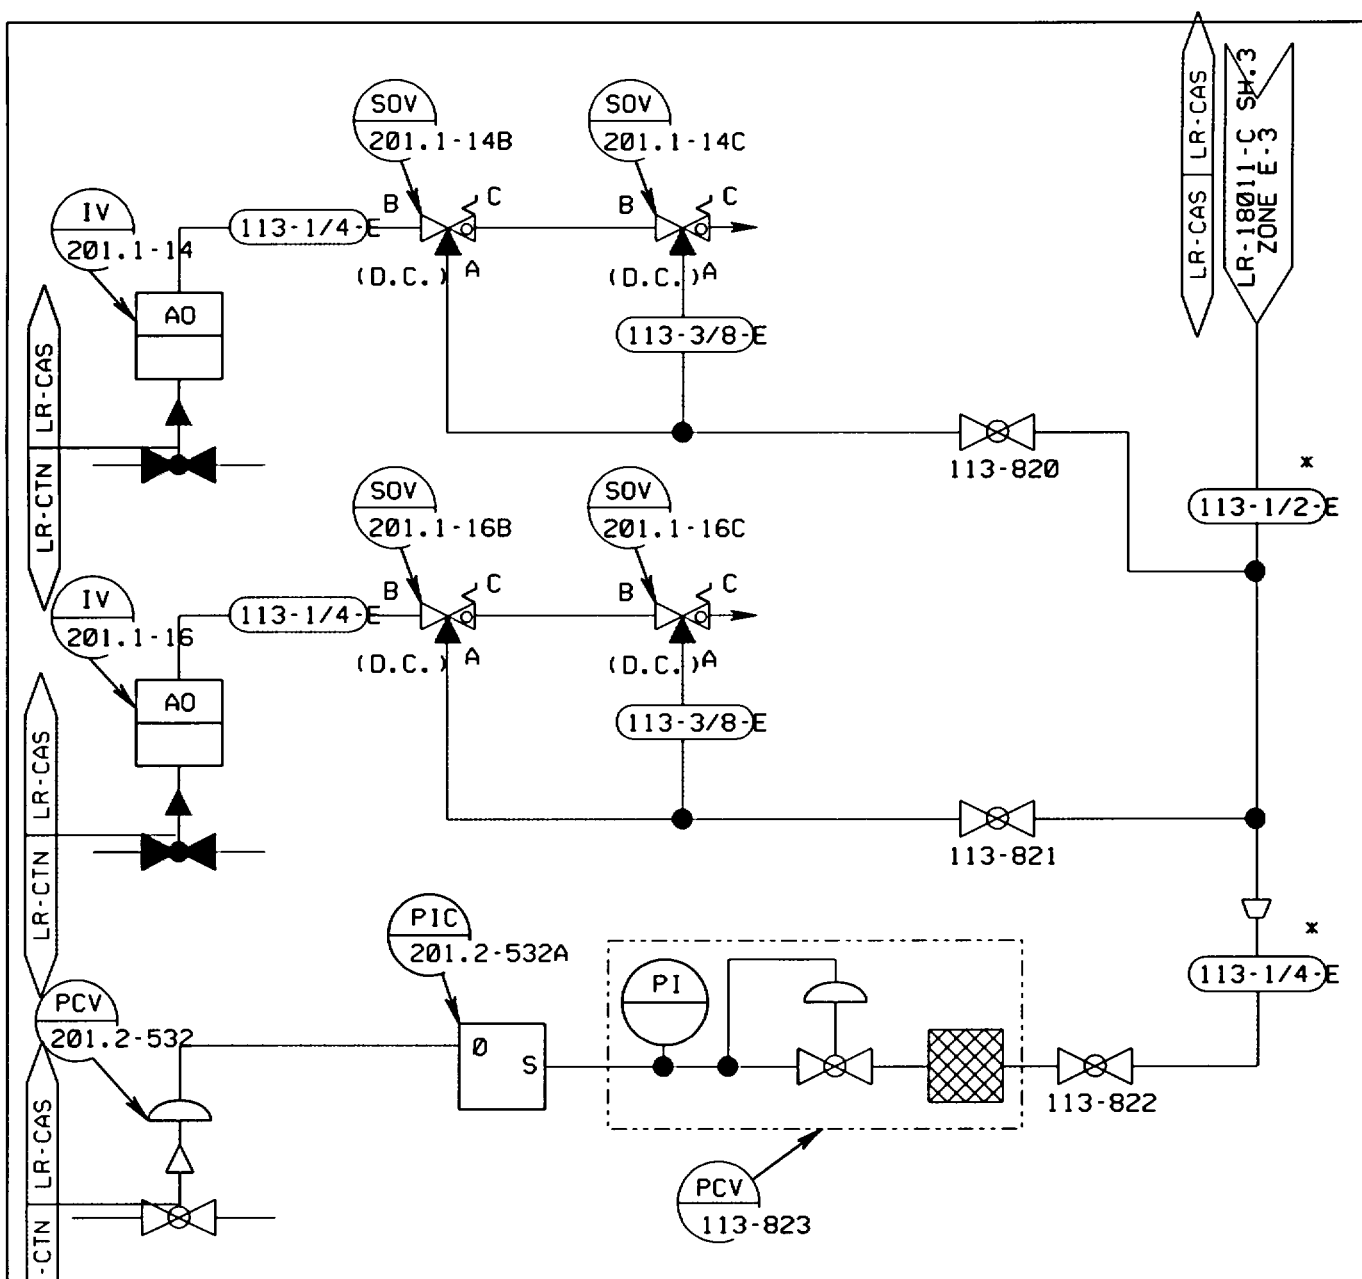 SOV
201.1-14B
SOV
201.1-14C
LR-CAS
LR-CAS
LR-18011-C SH.3
ZONE E-3
IV
201.1-14
113-1/4-E
B
C
B
C
(D.C.)
A
(D.C.)
A
AO
113-3/8-E
LR-CAS
LR-CTN
113-820
*
113-1/2-E
SOV
201.1-16B
SOV
201.1-16C
IV
201.1-16
113-1/4-E
B
C
B
C
(D.C.)
A
(D.C.)
A
AO
113-3/8-E
LR-CAS
LR-CTN
113-821
*
113-1/4-E
PIC
201.2-532A
PI
PCV
201.2-532
Ø
S
113-822
LR-CAS
-CTN
PCV
113-823